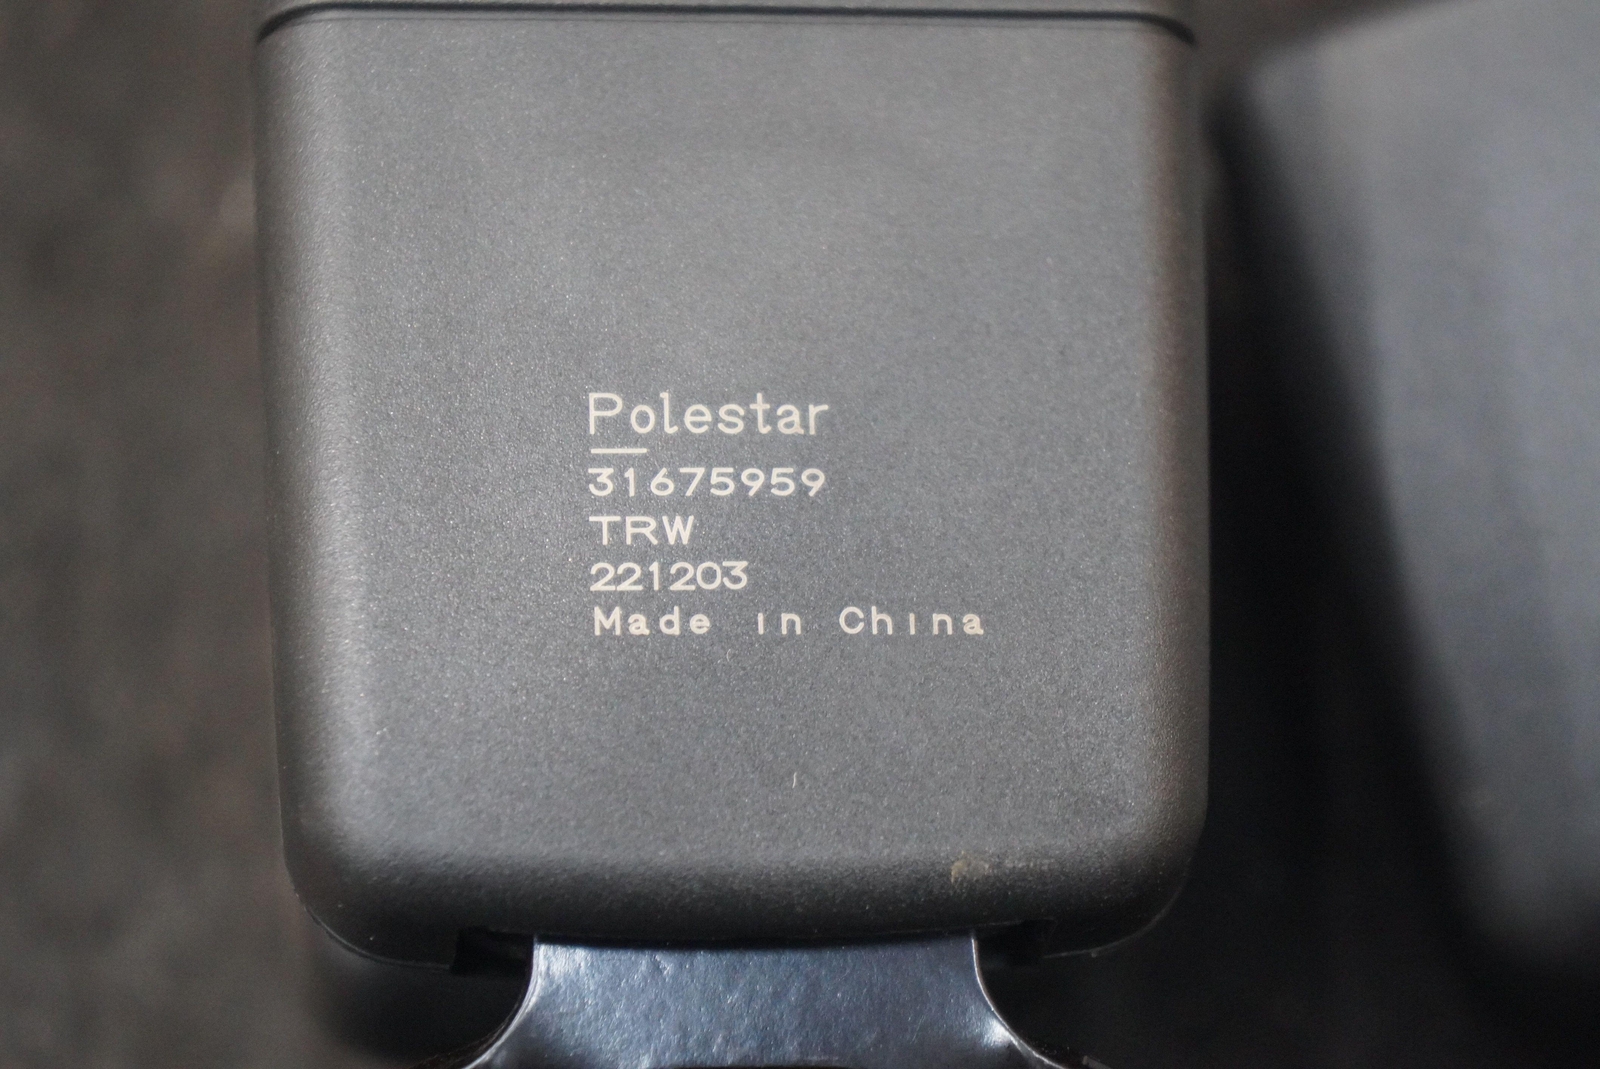 Polestar
31675959
TRW
221203
Made in China